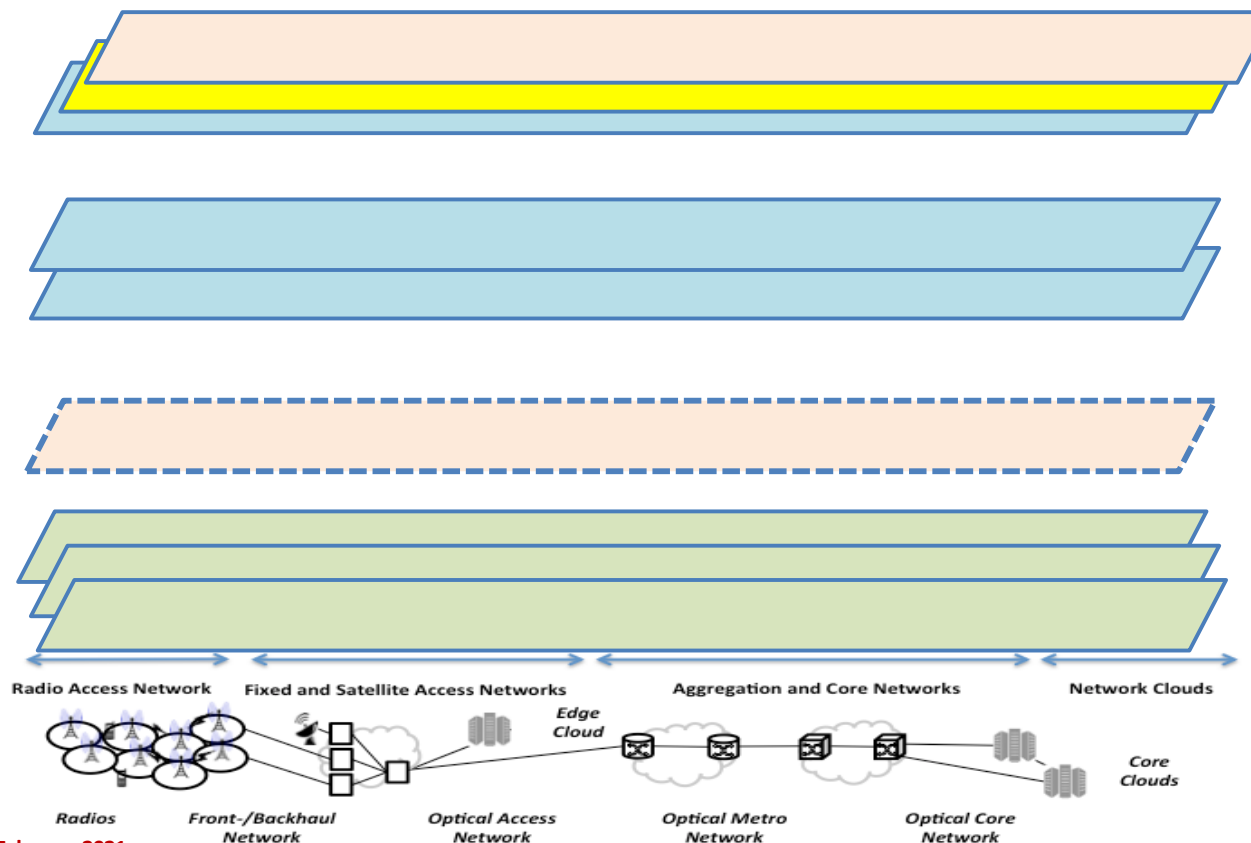 Radio Access Network
Fixed and Satellite Access Networks
Aggregation and Core Networks
Network Clouds
Edge
Cloud
Core
Clouds
Radios
Front-/Backhaul
Network
Optical Access
Network
Optical Metro
Network
Optical Core
Network